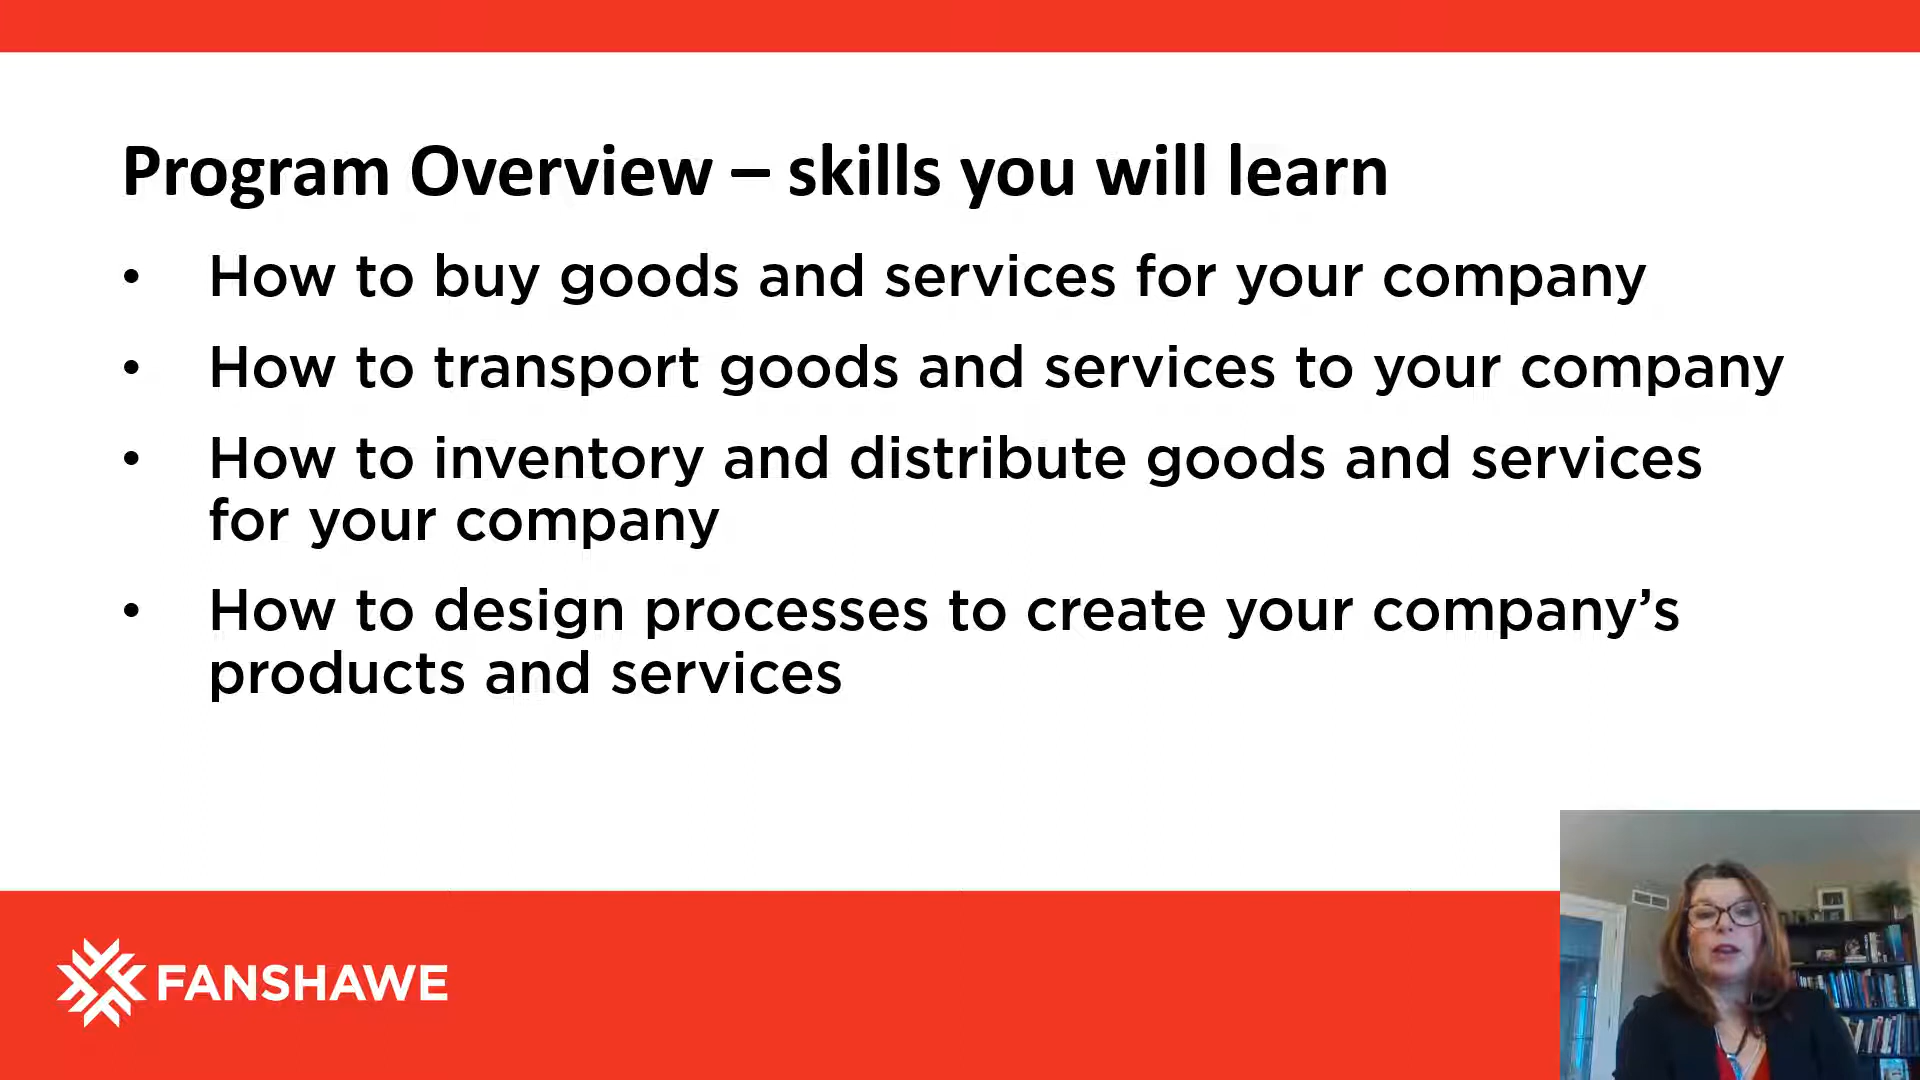 Program Overview – skills you will learn
• How to buy goods and services for your company
• How to transport goods and services to your company
• How to inventory and distribute goods and services
for your company
• How to design processes to create your company’s
products and services
FANSHAWE